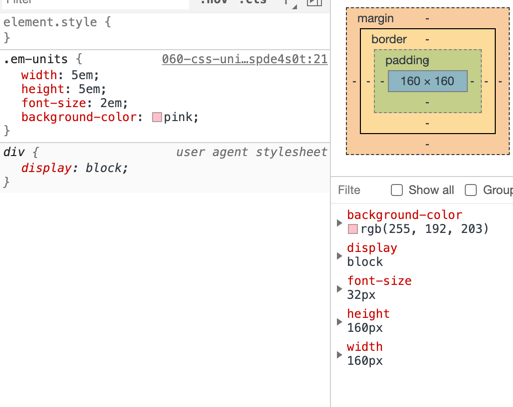 Filter :hov .cls
element.style {
}
.em-units { 060-css-uni…spde4s0t:21
width: 5em;
height: 5em;
font-size: 2em;
background-color: pink;
}
div { user agent stylesheet
display: block;
}
margin -
border -
padding
-
- - - 160 × 160 - - -
-
-
-
Filte Show all Group
background-color
rgb(255, 192, 203)
display
block
font-size
32px
height
160px
width
160px